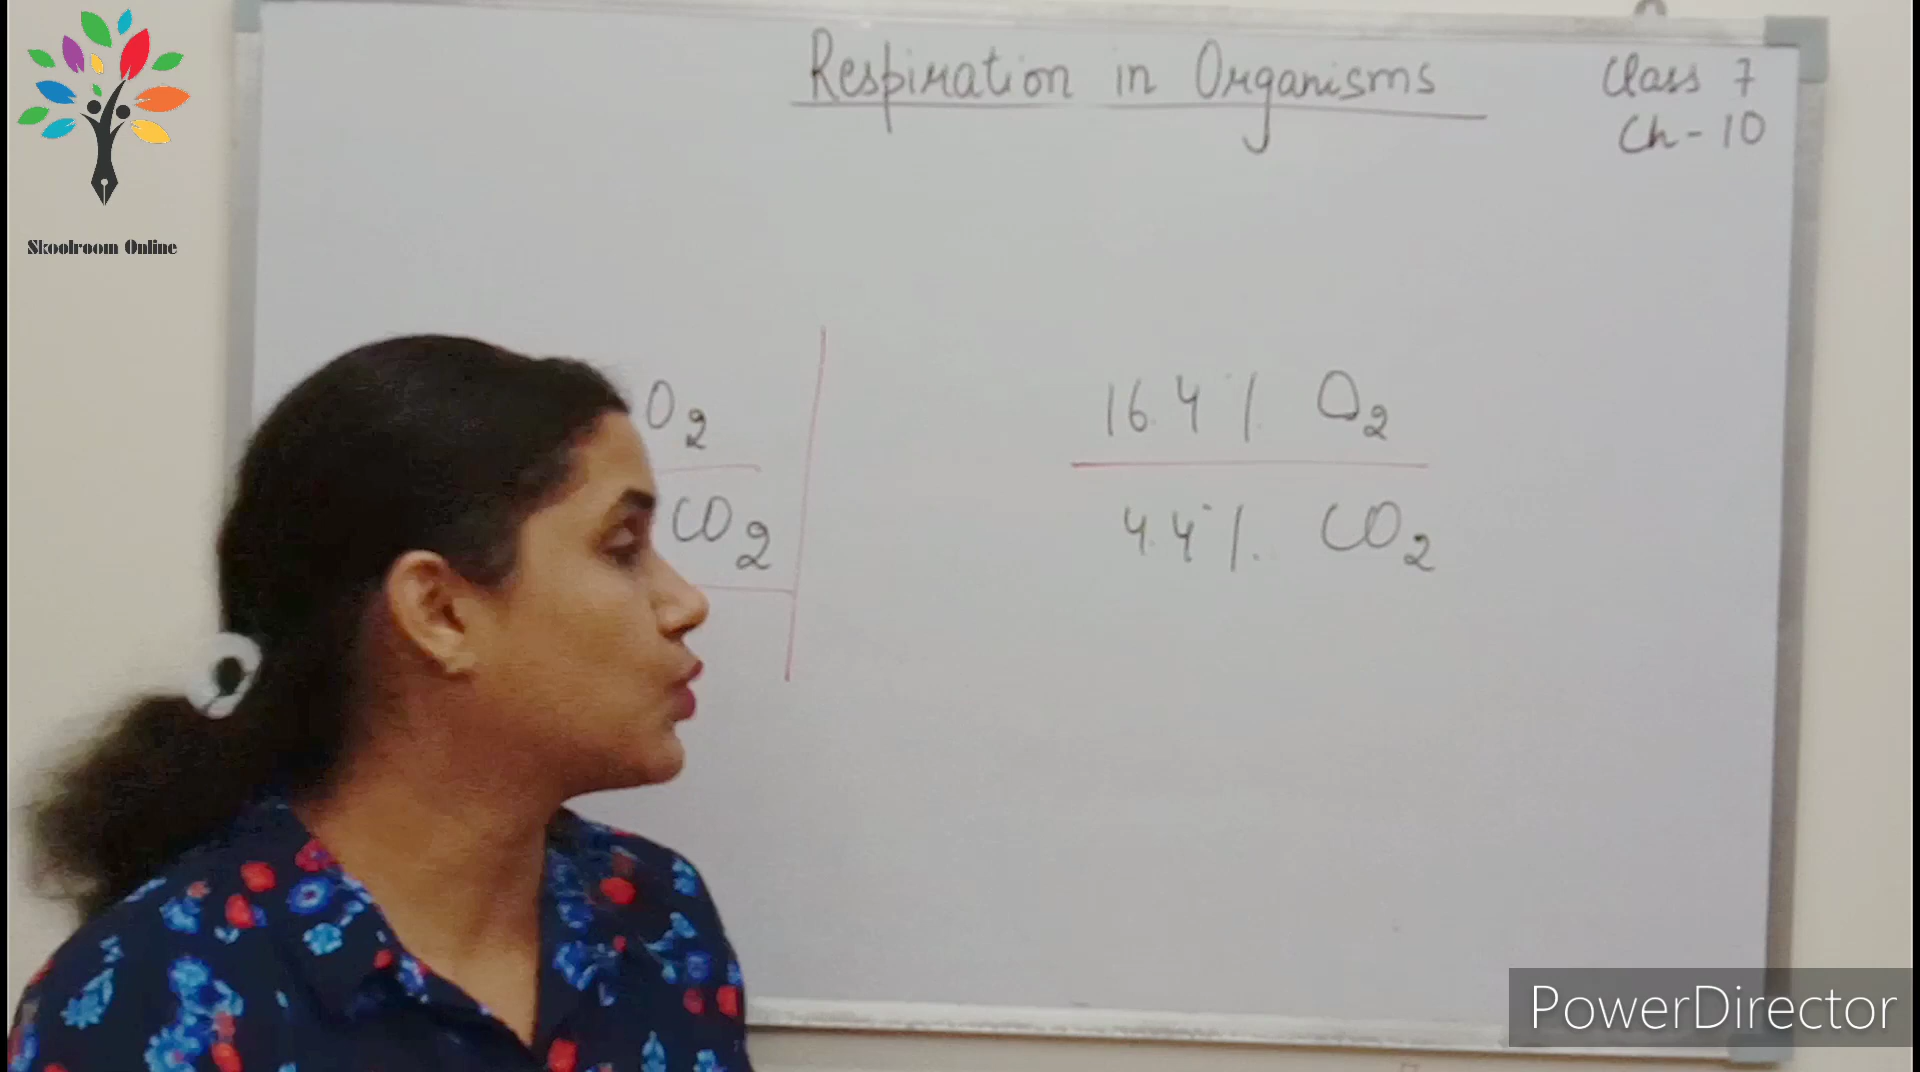 Respiration in Organisms
Class 7
Ch - 10
Skoolroom Online
O2
CO2
16.4 % O2
4.4 % CO2
PowerDirector